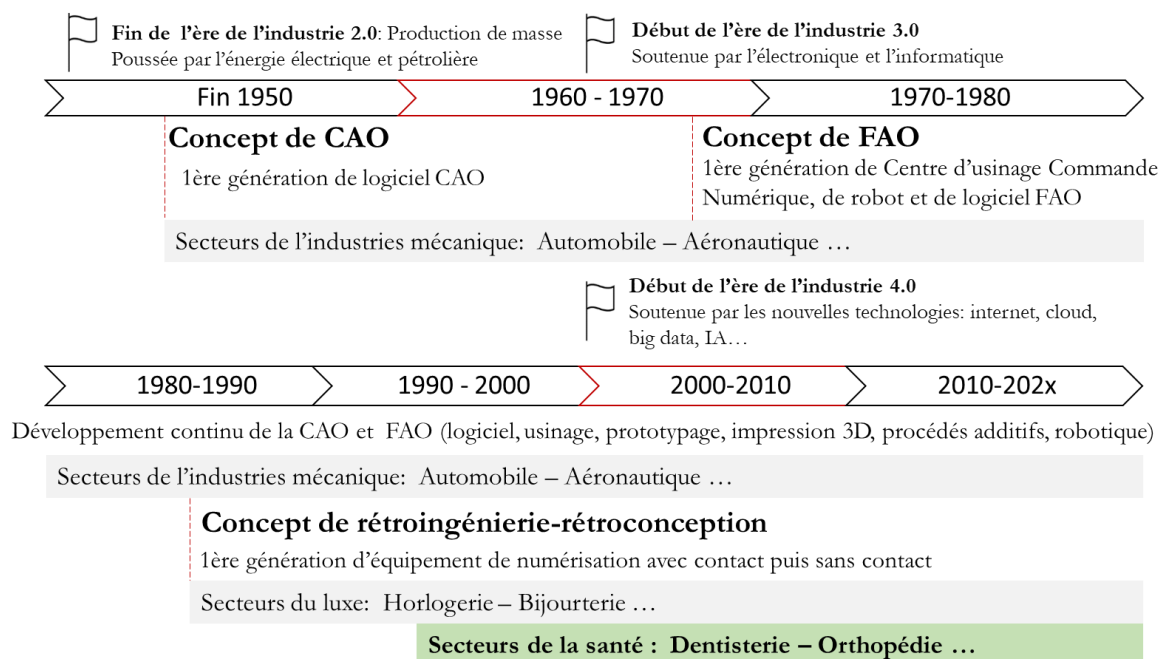 Fin de l'ère de l'industrie 2.0: Production de masse
Poussée par l'énergie électrique et pétrolière
Début de l'ère de l'industrie 3.0
Soutenue par l'électronique et l'informatique
Fin 1950
1960 - 1970
1970-1980
Concept de CAO
1ère génération de logiciel CAO
Concept de FAO
1ère génération de Centre d'usinage Commande
Numérique, de robot et de logiciel FAO
Secteurs de l'industries mécanique: Automobile – Aéronautique …
Début de l'ère de l'industrie 4.0
Soutenue par les nouvelles technologies: internet, cloud,
big data, IA…
1980-1990
1990 - 2000
2000-2010
2010-202x
Développement continu de la CAO et FAO (logiciel, usinage, prototypage, impression 3D, procédés additifs, robotique)
Secteurs de l'industries mécanique: Automobile – Aéronautique …
Concept de rétroingénierie-rétroconception
1ère génération d'équipement de numérisation avec contact puis sans contact
Secteurs du luxe: Horlogerie – Bijourterie …
Secteurs de la santé : Dentisterie – Orthopédie …